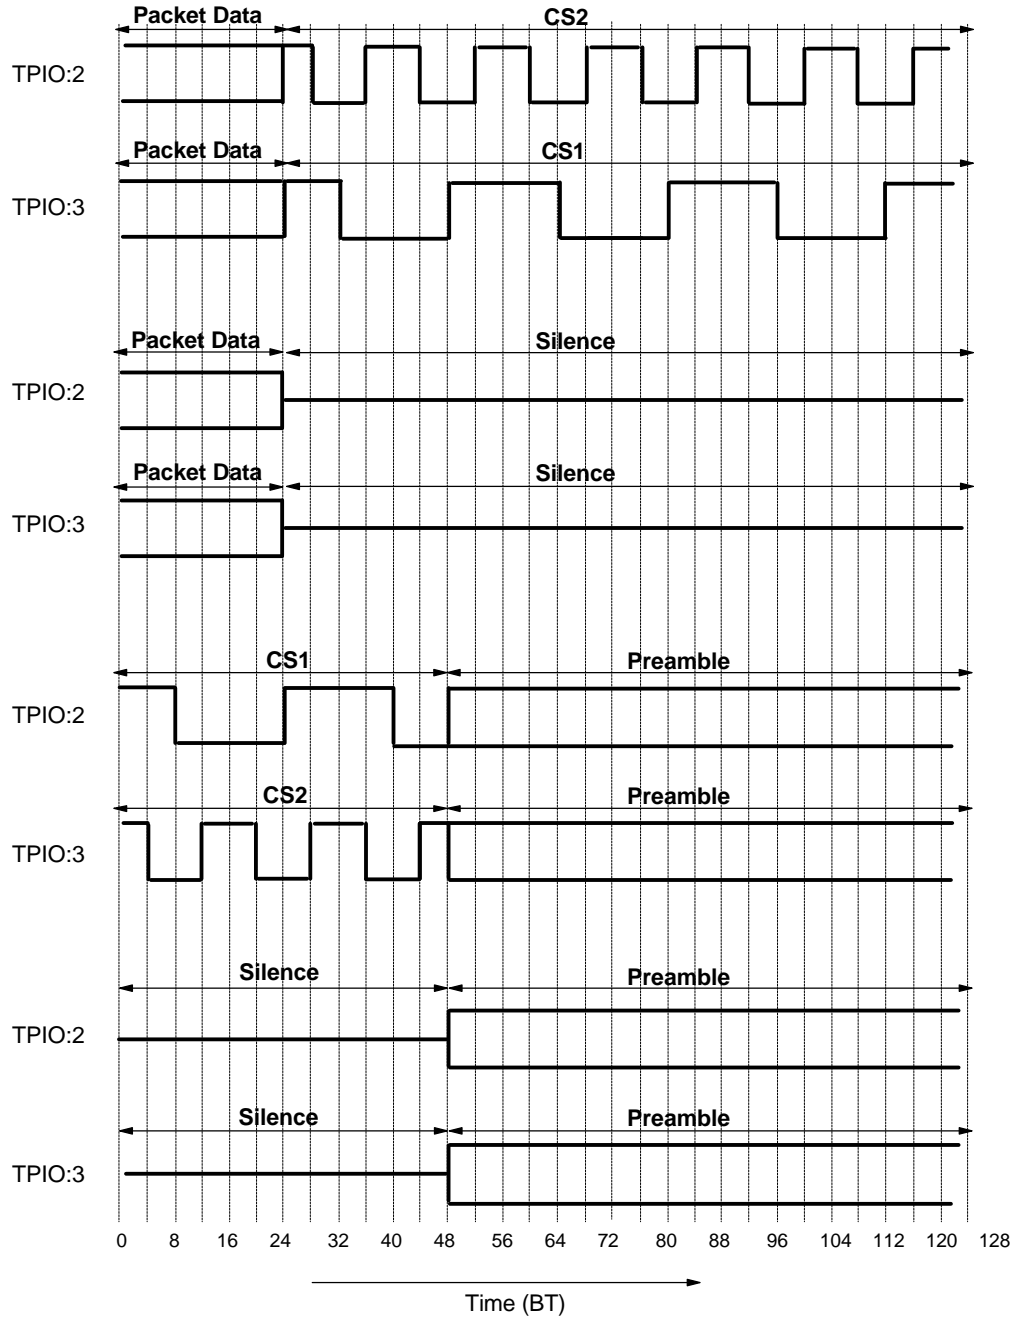 Packet Data CS2
TPIO:2
Packet Data CS1
TPIO:3
Packet Data Silence
TPIO:2
Packet Data Silence
TPIO:3
CS1 Preamble
TPIO:2
CS2 Preamble
TPIO:3
Silence Preamble
TPIO:2
Silence Preamble
TPIO:3
0 8 16 24 32 40 48 56 64 72 80 88 96 104 112 120 128
Time (BT)